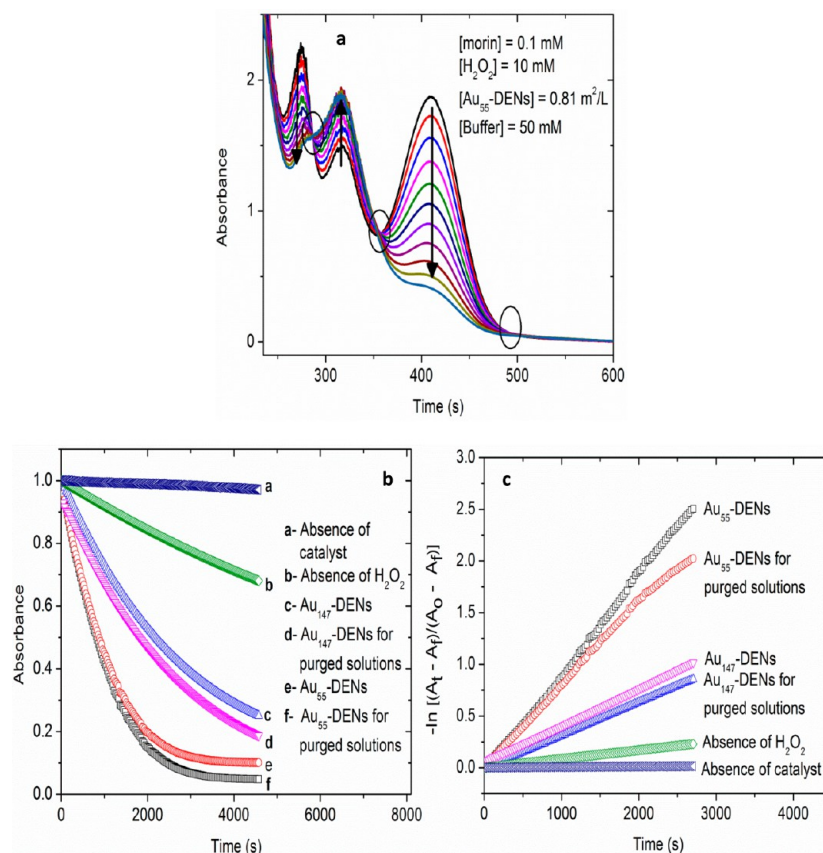 a
[morin] = 0.1 mM
[H₂O₂] = 10 mM
[Au₅₅-DENs] = 0.81 m²/L
[Buffer] = 50 mM
2
1
0
Absorbance
300 400 500 600
Time (s)
b
1.0
0.8
0.6
0.4
0.2
0.0
Absorbance
a
b
c
d
e
f
a- Absence of
catalyst
b- Absence of H₂O₂
c- Au₁₄₇-DENs
d- Au₁₄₇-DENs for
purged solutions
e- Au₅₅-DENs
f- Au₅₅-DENs for
purged solutions
0 2000 4000 6000 8000
Time (s)
c
3.0
2.5
2.0
1.5
1.0
0.5
0.0
-ln [(Aₜ - A_f)/(A₀ - A_f)]
Au₅₅-DENs
Au₅₅-DENs for
purged solutions
Au₁₄₇-DENs
Au₁₄₇-DENs for
purged solutions
Absence of H₂O₂
Absence of catalyst
0 1000 2000 3000 4000
Time (s)